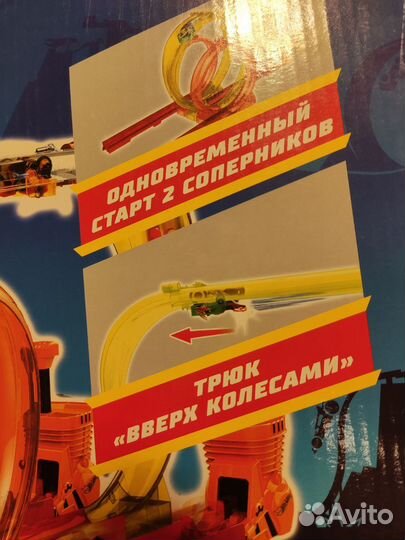 ОДНОВРЕМЕННЫЙ
СТАРТ 2 СОПЕРНИКОВ
ТРЮК
«ВВЕРХ КОЛЕСАМИ»
Avito